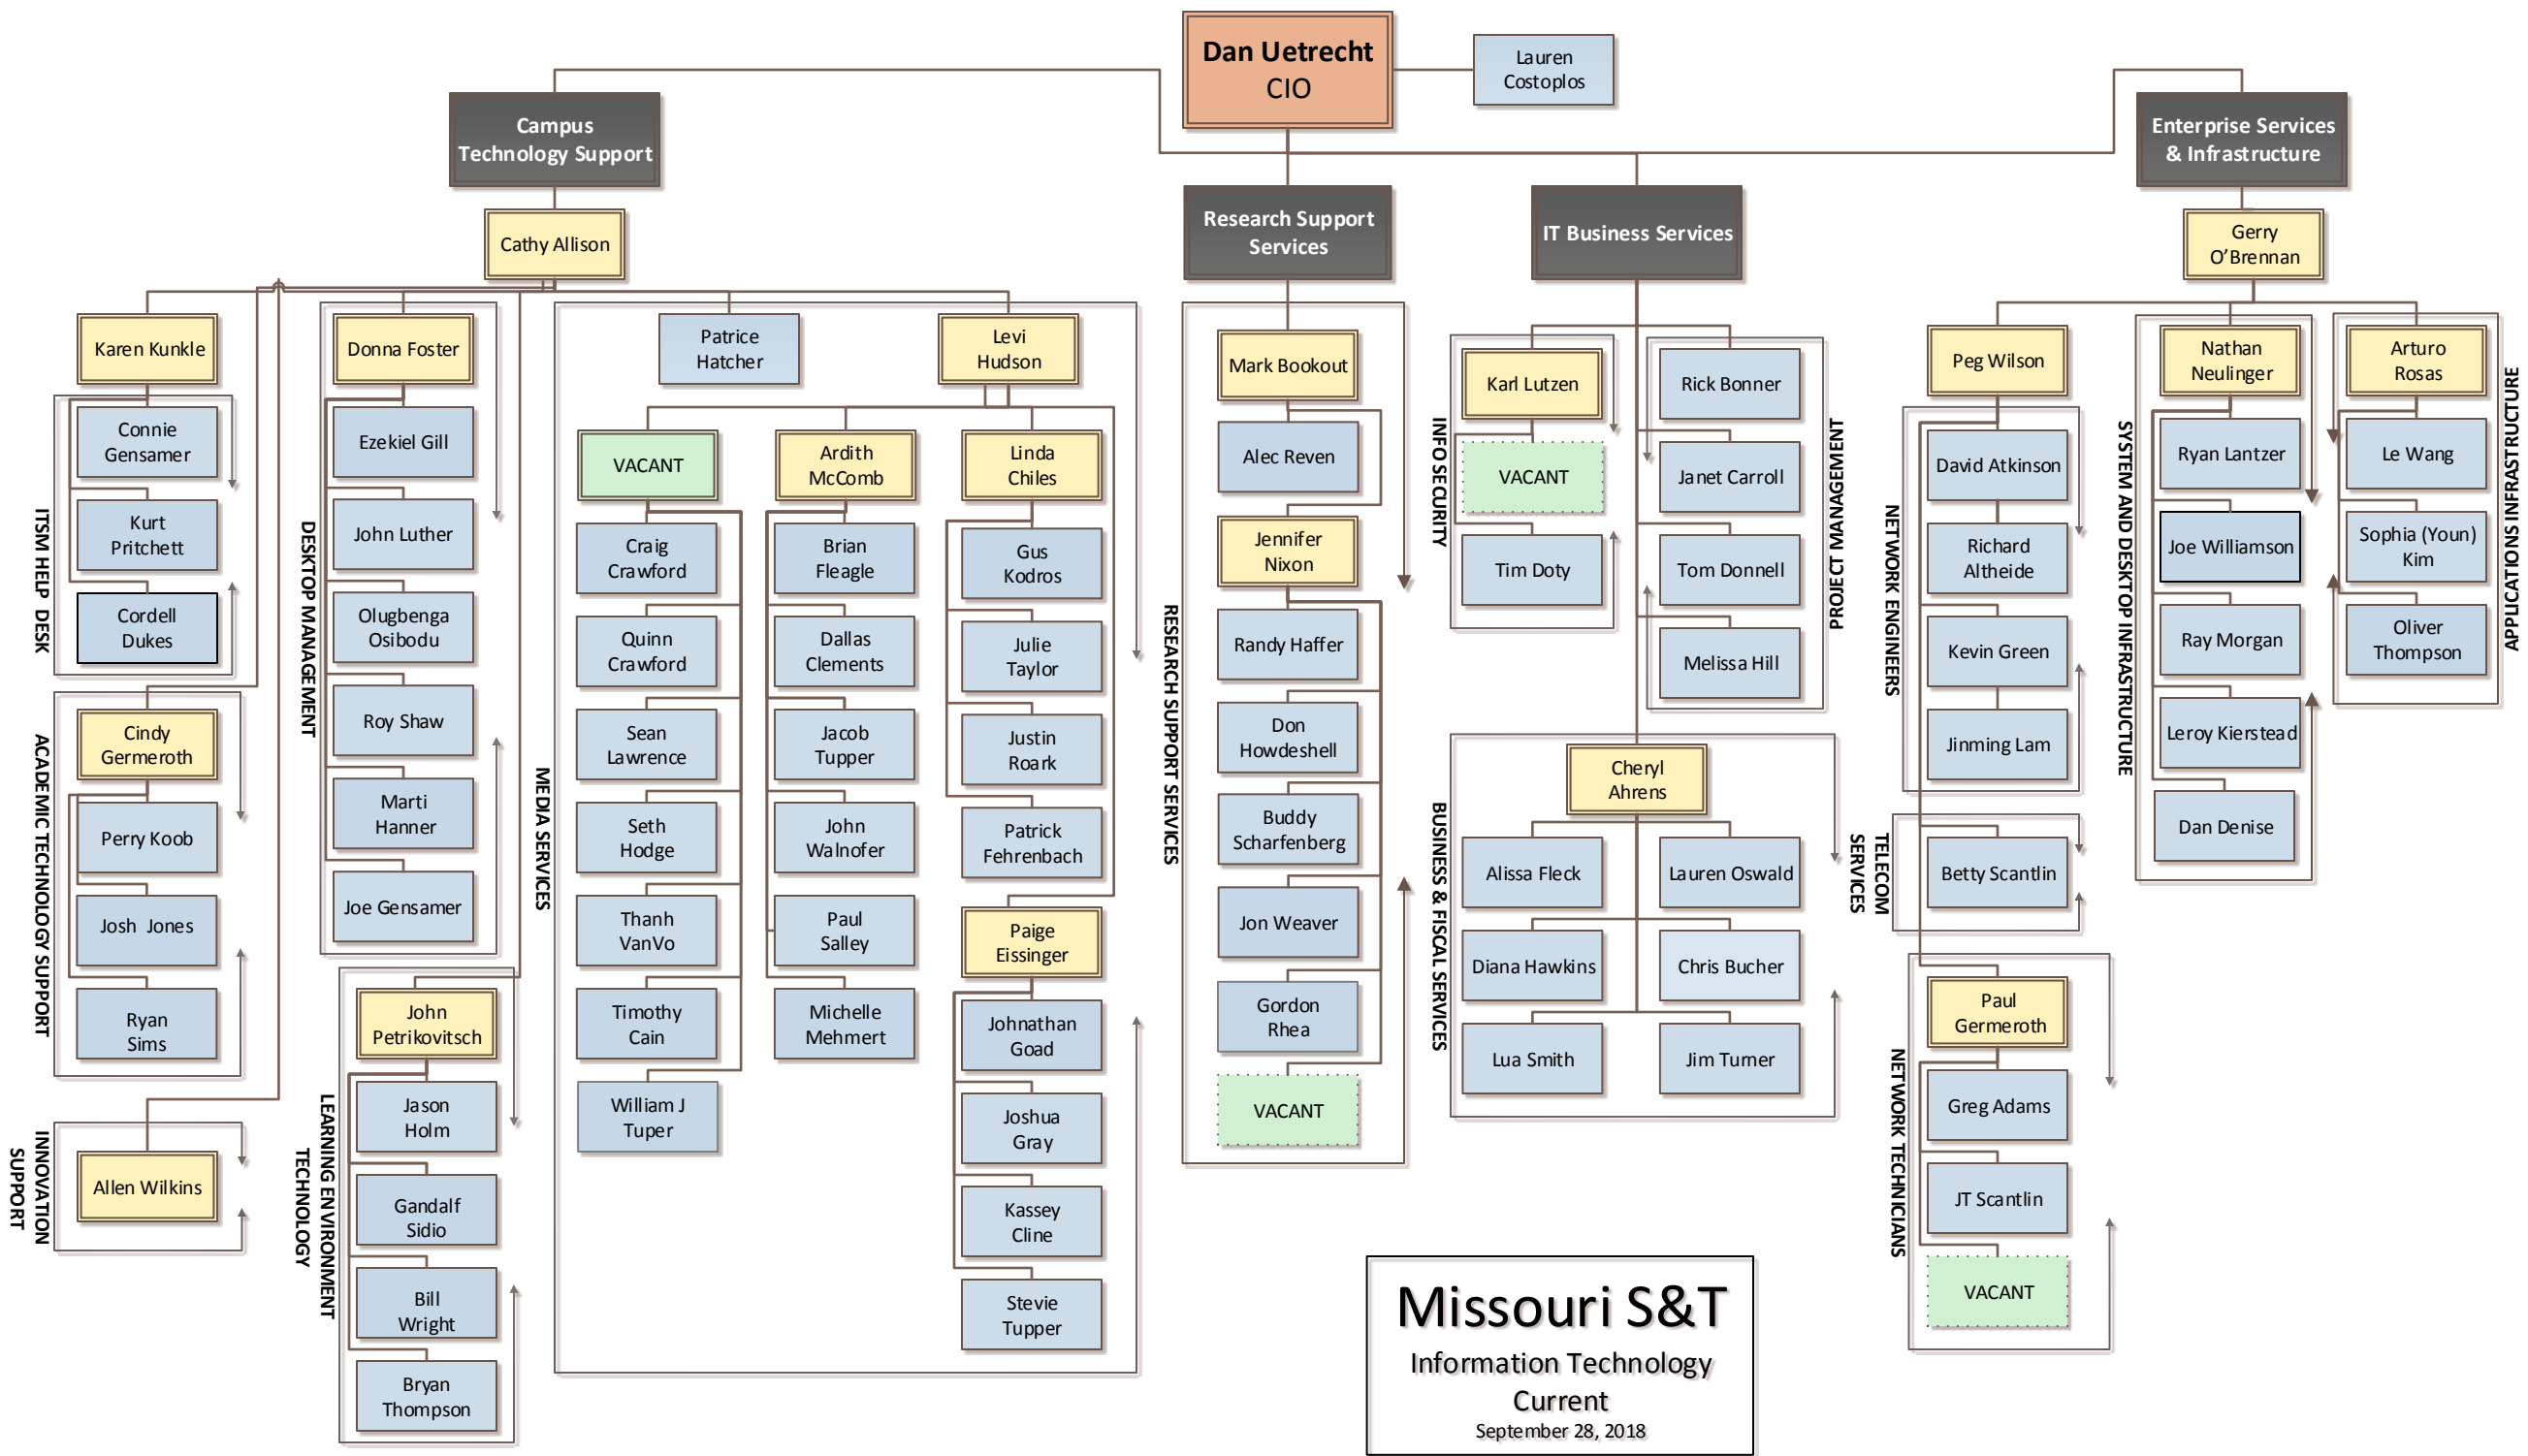 Dan Uetrecht
CIO
Lauren
Costoplos
Campus
Technology Support
Enterprise Services
& Infrastructure
Research Support
Services
IT Business Services
Cathy Allison
Gerry
O'Brennan
Karen Kunkle
Connie
Gensamer
Kurt
Pritchett
Cordell
Dukes
ITSM HELP DESK
Cindy
Germeroth
Perry Koob
Josh Jones
Ryan
Sims
ACADEMIC TECHNOLOGY SUPPORT
Allen Wilkins
INNOVATION
SUPPORT
Donna Foster
Ezekiel Gill
John Luther
Olugbenga
Osibodu
Roy Shaw
Marti
Hanner
Joe Gensamer
DESKTOP MANAGEMENT
John
Petrikovitsch
Jason
Holm
Gandalf
Sidio
Bill
Wright
Bryan
Thompson
LEARNING ENVIRONMENT
TECHNOLOGY
MEDIA SERVICES
Patrice
Hatcher
Levi
Hudson
VACANT
Craig
Crawford
Quinn
Crawford
Sean
Lawrence
Seth
Hodge
Thanh
VanVo
Timothy
Cain
William J
Tuper
Ardith
McComb
Brian
Fleagle
Dallas
Clements
Jacob
Tupper
John
Walnofer
Paul
Salley
Michelle
Mehmert
Linda
Chiles
Gus
Kodros
Julie
Taylor
Justin
Roark
Patrick
Fehrenbach
Paige
Eissinger
Johnathan
Goad
Joshua
Gray
Kassey
Cline
Stevie
Tupper
RESEARCH SUPPORT SERVICES
Mark Bookout
Alec Reven
Jennifer
Nixon
Randy Haffer
Don
Howdeshell
Buddy
Scharfenberg
Jon Weaver
Gordon
Rhea
VACANT
INFO SECURITY
Karl Lutzen
VACANT
Tim Doty
Rick Bonner
Janet Carroll
Tom Donnell
Melissa Hill
PROJECT MANAGEMENT
BUSINESS & FISCAL SERVICES
Cheryl
Ahrens
Alissa Fleck
Lauren Oswald
Diana Hawkins
Chris Bucher
Lua Smith
Jim Turner
Peg Wilson
NETWORK ENGINEERS
David Atkinson
Richard
Altheide
Kevin Green
Jinming Lam
TELECOM
SERVICES
Betty Scantlin
NETWORK TECHNICIANS
Paul
Germeroth
Greg Adams
JT Scantlin
VACANT
SYSTEM AND DESKTOP INFRASTRUCTURE
Nathan
Neulinger
Ryan Lantzer
Joe Williamson
Ray Morgan
Leroy Kierstead
Dan Denise
Arturo
Rosas
Le Wang
Sophia (Youn)
Kim
Oliver
Thompson
APPLICATIONS INFRASTRUCTURE
Missouri S&T
Information Technology
Current
September 28, 2018